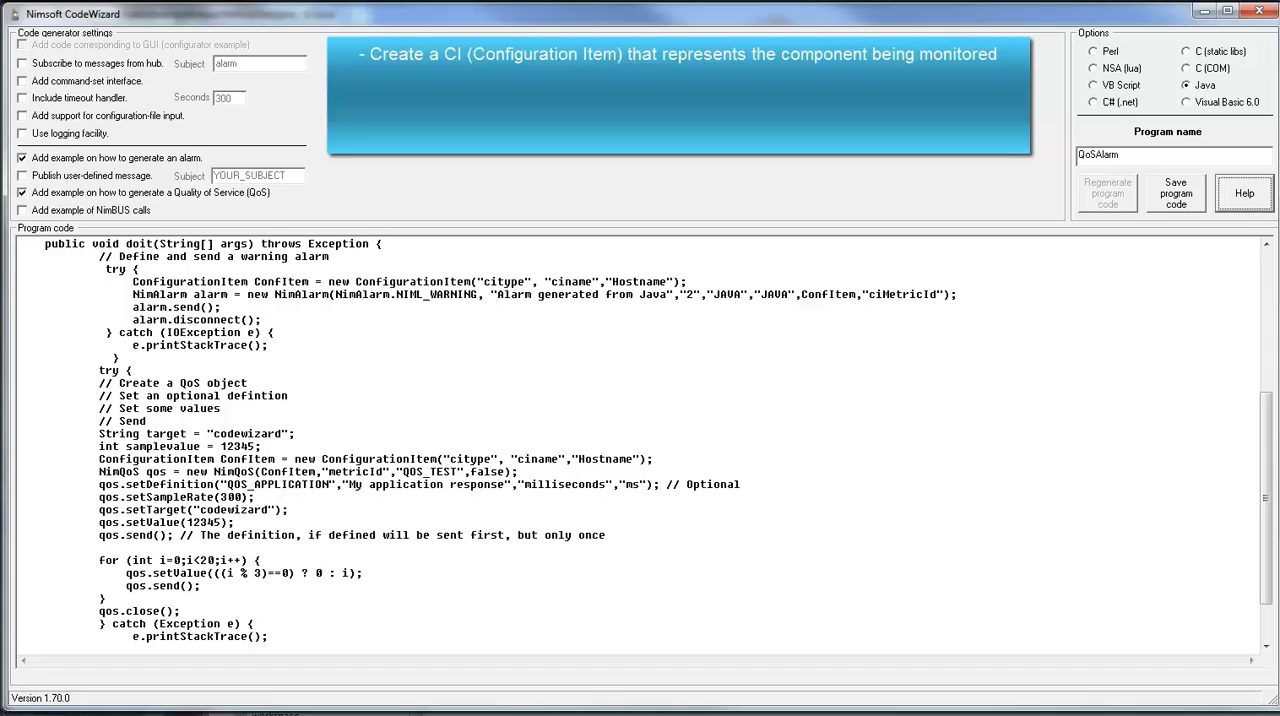 Nimsoft CodeWizard
Code generator settings
Add code corresponding to GUI (configurator example)
Subscribe to messages from hub. Subject alarm
Add command-set interface.
Include timeout handler. Seconds 300
Add support for configuration-file input.
Use logging facility.
Add example on how to generate an alarm.
Publish user-defined message. Subject YOUR_SUBJECT
Add example on how to generate a Quality of Service (QoS)
Add example of NimBUS calls
- Create a CI (Configuration Item) that represents the component being monitored
Options
Perl C (static libs)
NSA (lua) C (COM)
VB Script Java
C# (.net) Visual Basic 6.0
Program name
QoSAlarm
Regenerate program code
Save program code
Help
Program code
public void doit(String[] args) throws Exception {
// Define and send a warning alarm
try {
ConfigurationItem ConfItem = new ConfigurationItem("citype", "ciname","Hostname");
NimAlarm alarm = new NimAlarm(NimAlarm.NIML_WARNING, "Alarm generated from Java","2","JAVA","JAVA",ConfItem,"ciMetricId");
alarm.send();
alarm.disconnect();
} catch (IOException e) {
e.printStackTrace();
}
try {
// Create a QoS object
// Set an optional defintion
// Set some values
// Send
String target = "codewizard";
int samplevalue = 12345;
ConfigurationItem ConfItem = new ConfigurationItem("citype", "ciname","Hostname");
NimQoS qos = new NimQoS(ConfItem,"metricId","QOS_TEST",false);
qos.setDefinition("QOS_APPLICATION","My application response","milliseconds","ms"); // Optional
qos.setSampleRate(300);
qos.setTarget("codewizard");
qos.setValue(12345);
qos.send(); // The definition, if defined will be sent first, but only once
for (int i=0;i<20;i++) {
qos.setValue(((i % 3)==0) ? 0 : i);
qos.send();
}
qos.close();
} catch (Exception e) {
e.printStackTrace();
Version 1.70.0